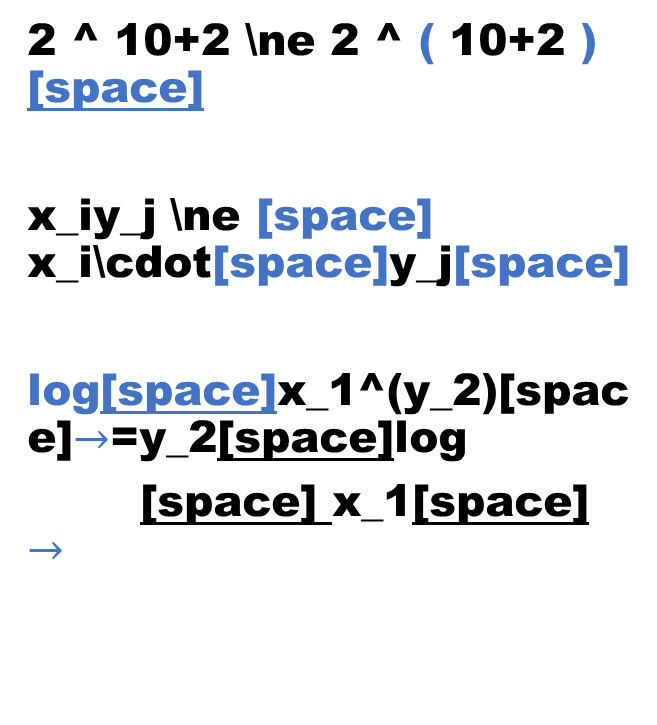 2 ^ 10+2 \ne 2 ^ ( 10+2 )
[space]
x_iy_j \ne [space]
x_i\cdot[space]y_j[space]
log[space]x_1^(y_2)[spac
e]→=y_2[space]log
[space] x_1[space]
→